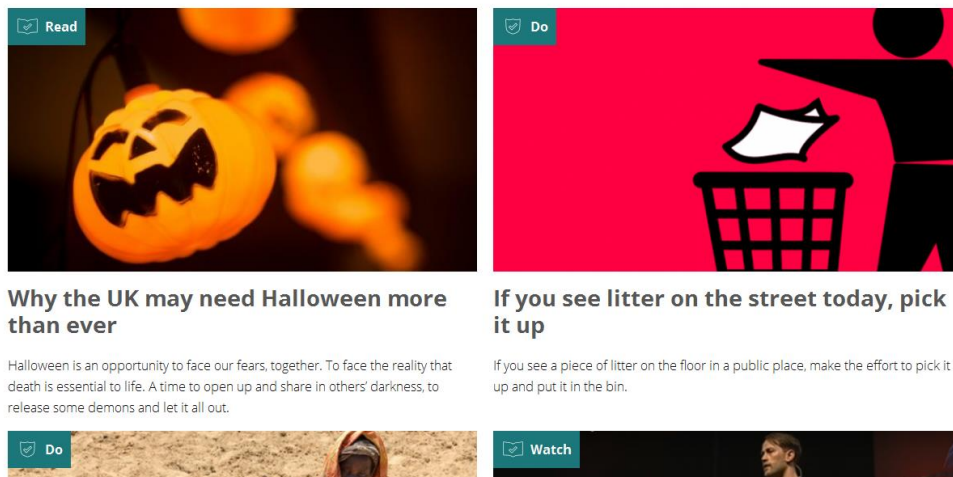 Read
Why the UK may need Halloween more
than ever
Halloween is an opportunity to face our fears, together. To face the reality that
death is essential to life. A time to open up and share in others' darkness, to
release some demons and let it all out.
Do
If you see litter on the street today, pick
it up
If you see a piece of litter on the floor in a public place, make the effort to pick it
up and put it in the bin.
Do
Watch